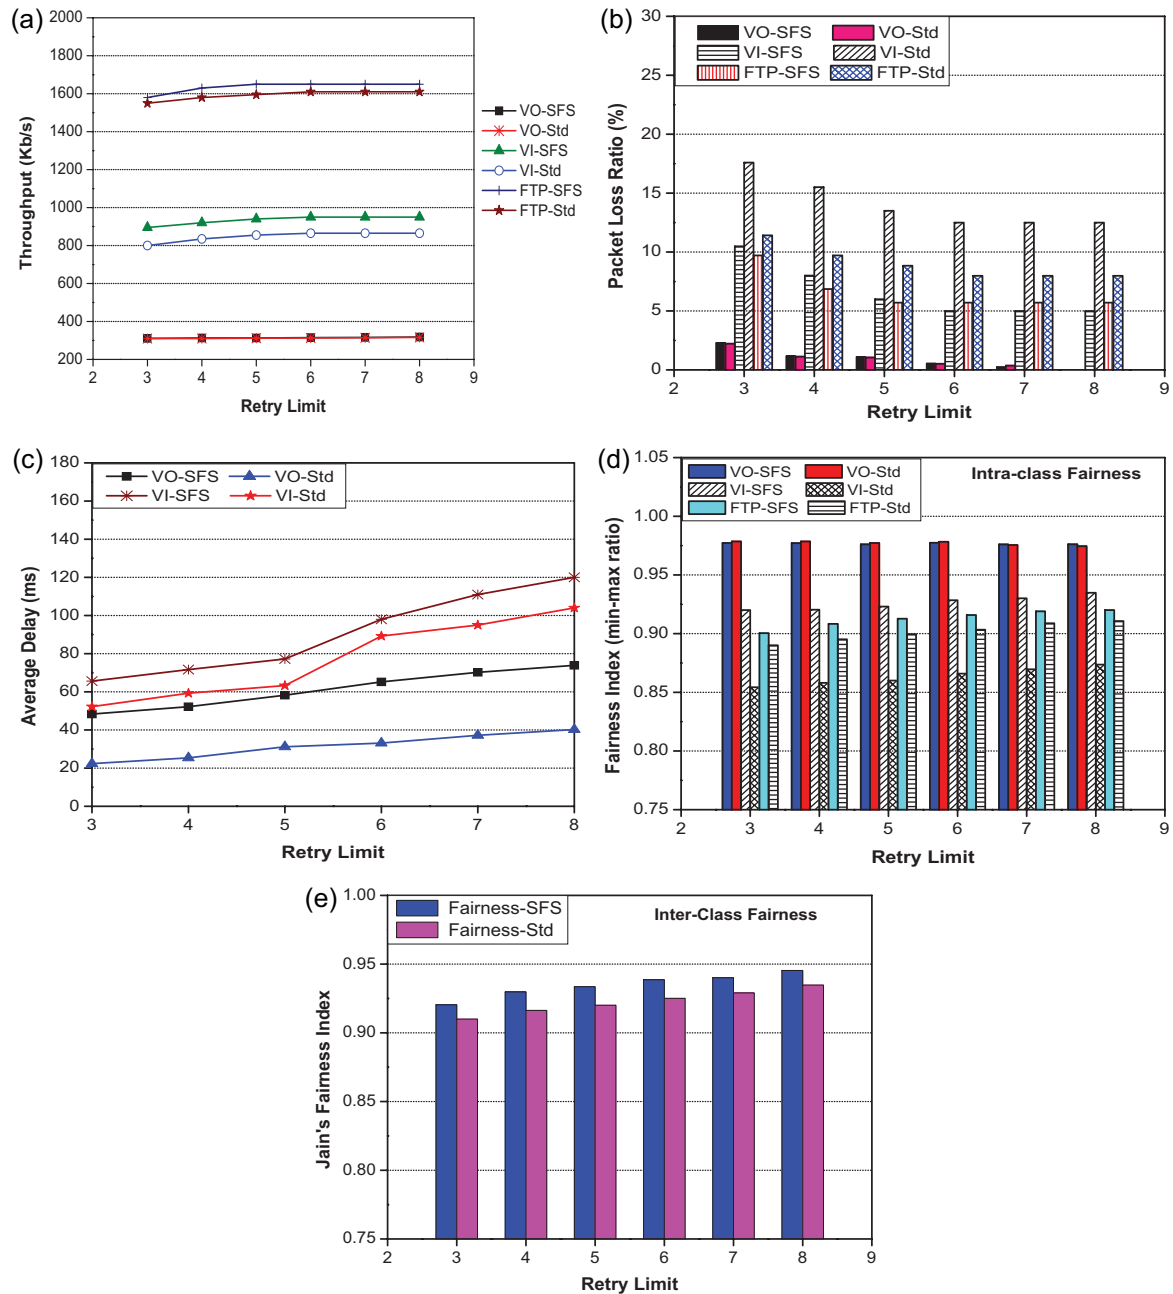 (a)
2000
1800
1600
1400
1200
1000
800
600
400
200
2
3
4
5
6
7
8
9
Throughput (Kb/s)
Retry Limit
VO-SFS
VO-Std
VI-SFS
VI-Std
FTP-SFS
FTP-Std
(b)
30
25
20
15
10
5
0
2
3
4
5
6
7
8
9
Packet Loss Ratio (%)
Retry Limit
VO-SFS
VO-Std
VI-SFS
VI-Std
FTP-SFS
FTP-Std
(c)
180
160
140
120
100
80
60
40
20
0
3
4
5
6
7
8
Average Delay (ms)
Retry Limit
VO-SFS
VO-Std
VI-SFS
VI-Std
(d)
1.05
1.00
0.95
0.90
0.85
0.80
0.75
2
3
4
5
6
7
8
9
Fairness Index (min-max ratio)
Retry Limit
VO-SFS
VO-Std
VI-SFS
VI-Std
FTP-SFS
FTP-Std
Intra-class Fairness
(e)
1.00
0.95
0.90
0.85
0.80
0.75
2
3
4
5
6
7
8
9
Jain's Fairness Index
Retry Limit
Fairness-SFS
Fairness-Std
Inter-Class Fairness